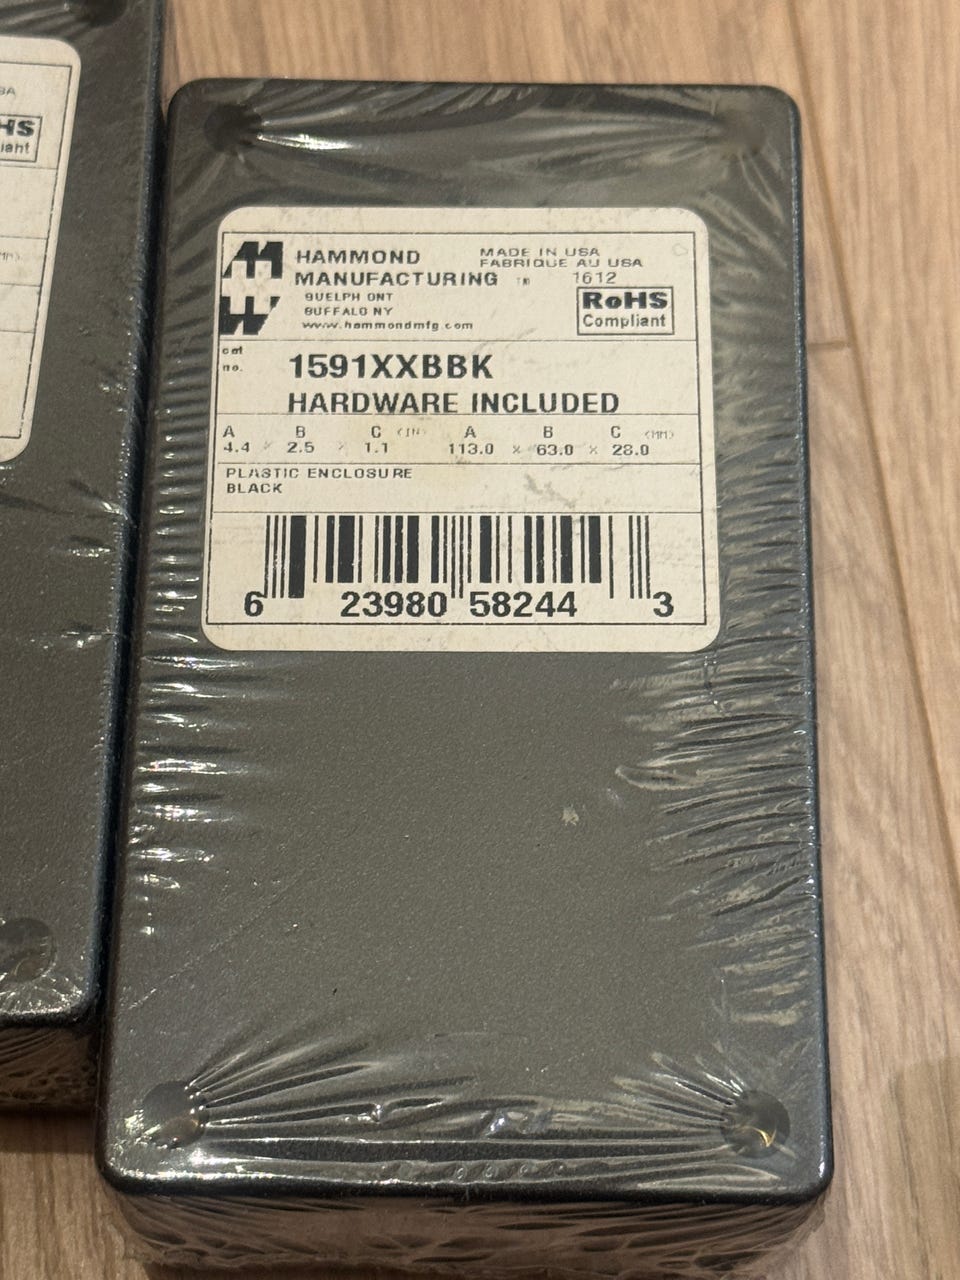 HS
HAMMOND MADE IN USA
MANUFACTURING TM FABRIQUE AU USA
1612
GUELPH ONT
BUFFALO NY
www.hammondmfg.com
RoHS
Compliant
cat
no.
1591XXBBK
HARDWARE INCLUDED
A B C (IN) A B C (MM)
4.4 x 2.5 x 1.1 113.0 x 63.0 x 28.0
PLASTIC ENCLOSURE
BLACK
6 23980 58244 3